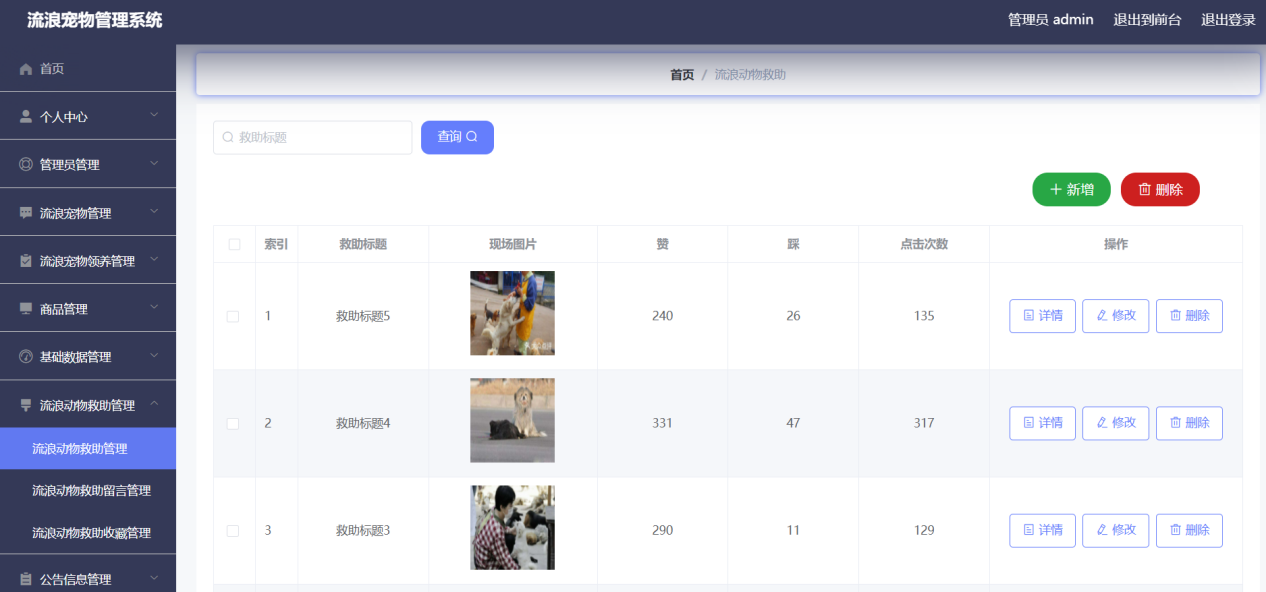 流浪宠物管理系统
管理员 admin 退出到前台 退出登录
首页
个人中心
管理员管理
流浪宠物管理
流浪宠物领养管理
商品管理
基础数据管理
流浪动物救助管理
流浪动物救助管理
流浪动物救助留言管理
流浪动物救助收藏管理
公告信息管理
首页 / 流浪动物救助
救助标题 查询
新增 删除
索引 救助标题 现场图片 赞 踩 点击次数 操作
1 救助标题5 240 26 135 详情 修改 删除
2 救助标题4 331 47 317 详情 修改 删除
3 救助标题3 290 11 129 详情 修改 删除